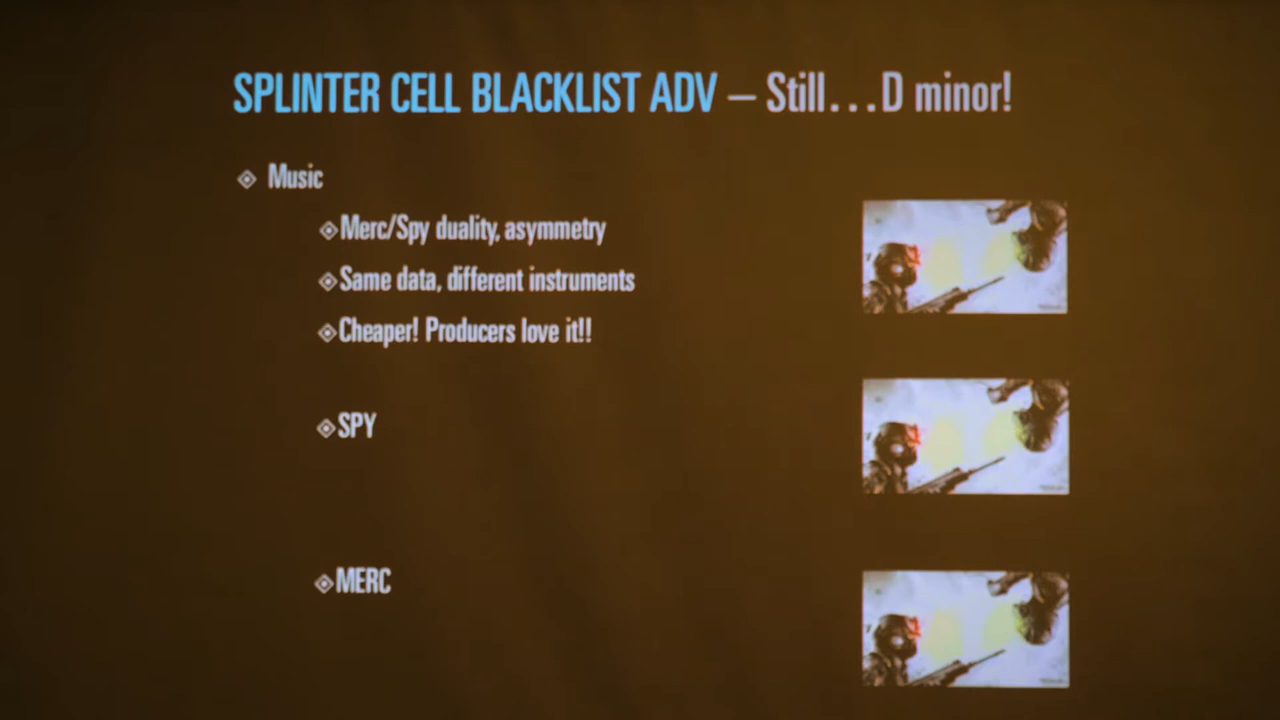 SPLINTER CELL BLACKLIST ADV – Still...D minor!
Music
Merc/Spy duality, asymmetry
Same data, different instruments
Cheaper! Producers love it!!
SPY
MERC